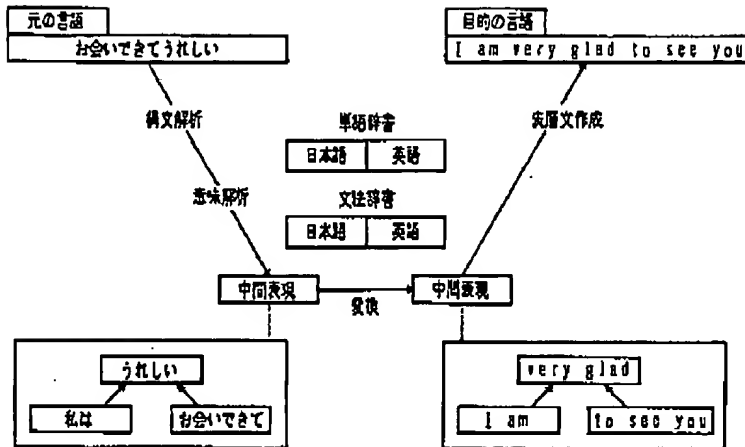 元の言語
お会いできてうれしい
目的の言語
I am very glad to see you
構文解析
意味解析
単語辞書
日本語 英語
文法辞書
日本語 英語
表層文作成
中間表現
変換
中間表現
うれしい
私は
お会いできて
very glad
I am
to see you